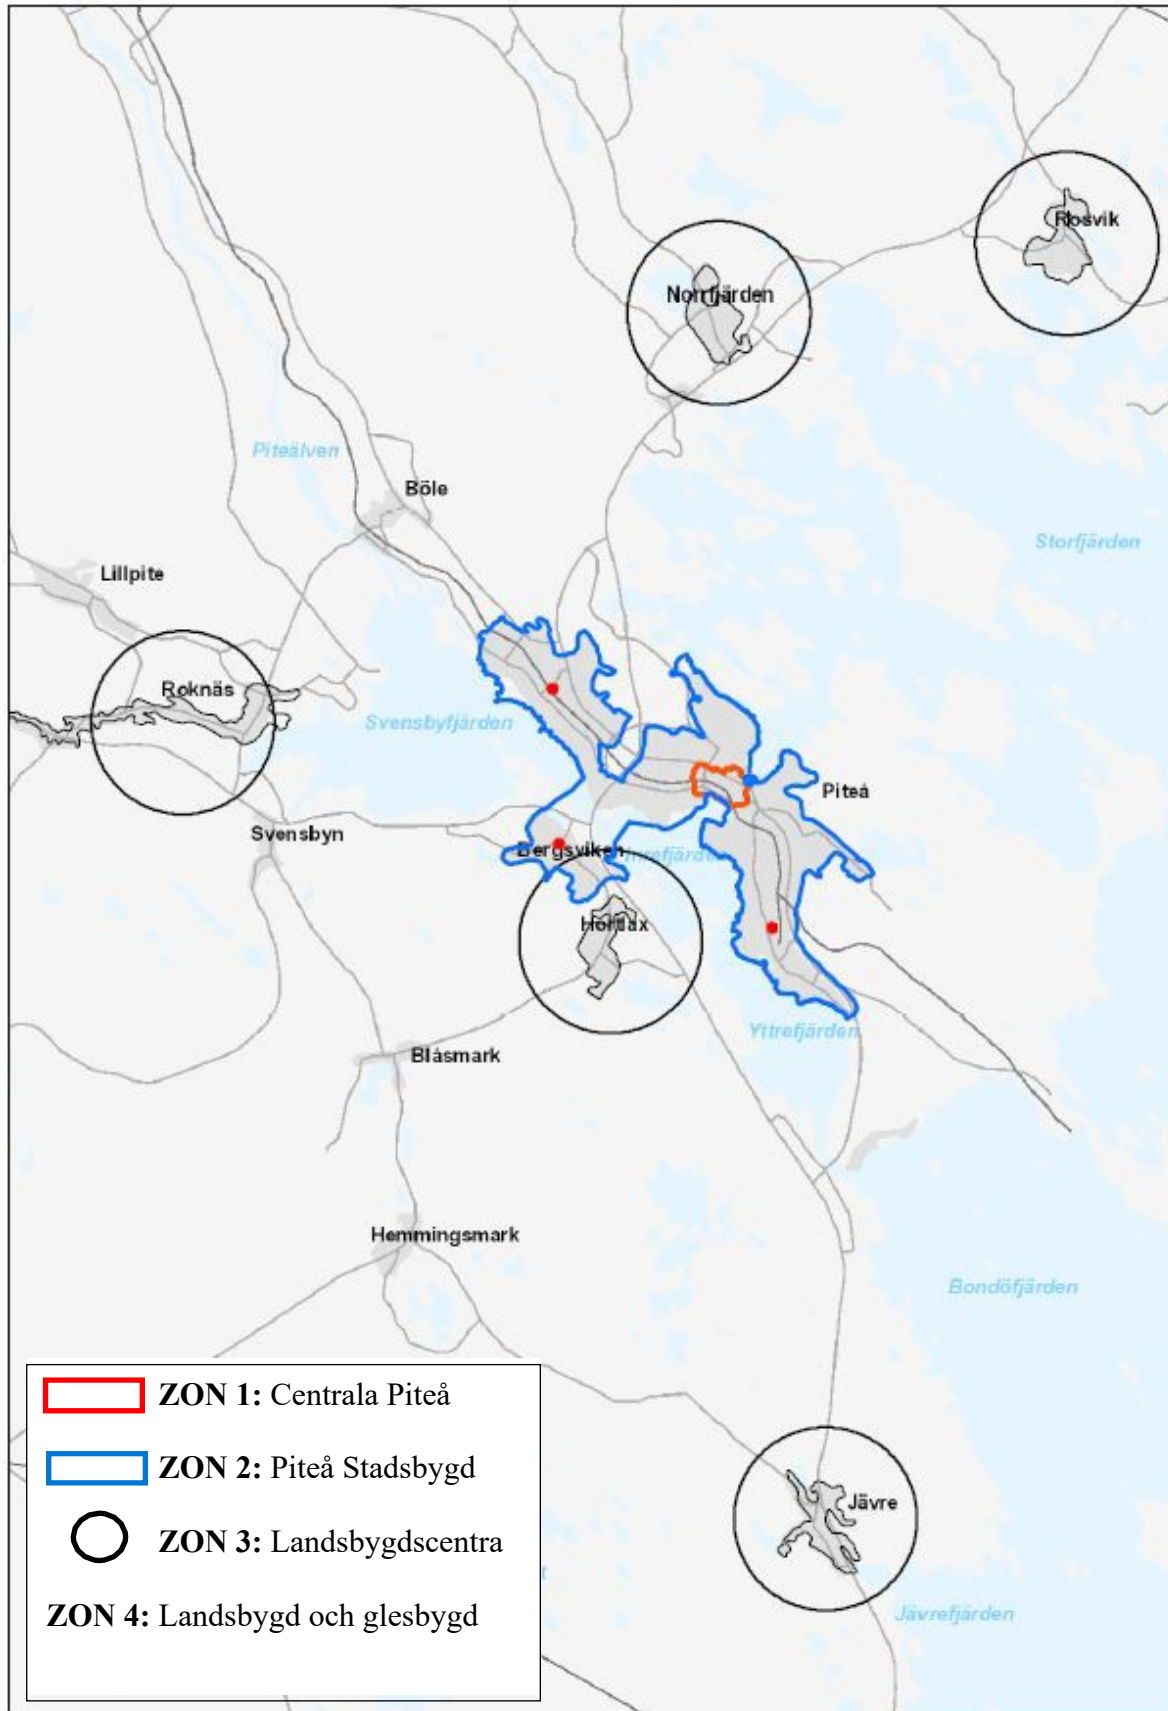 Rosvik
Norrfjärden
Piteälven
Böle
Storfjärden
Lillpite
Roknäs
Svensbyfjärden
Piteå
Svensbyn
Bergsviken
Inrefjärden
Hortlax
Yttrefjärden
Blåsmark
Hemmingsmark
Bondöfjärden
ZON 1: Centrala Piteå
ZON 2: Piteå Stadsbygd
Jävre
ZON 3: Landsbygdscentra
ZON 4: Landsbygd och glesbygd
Jävrefjärden